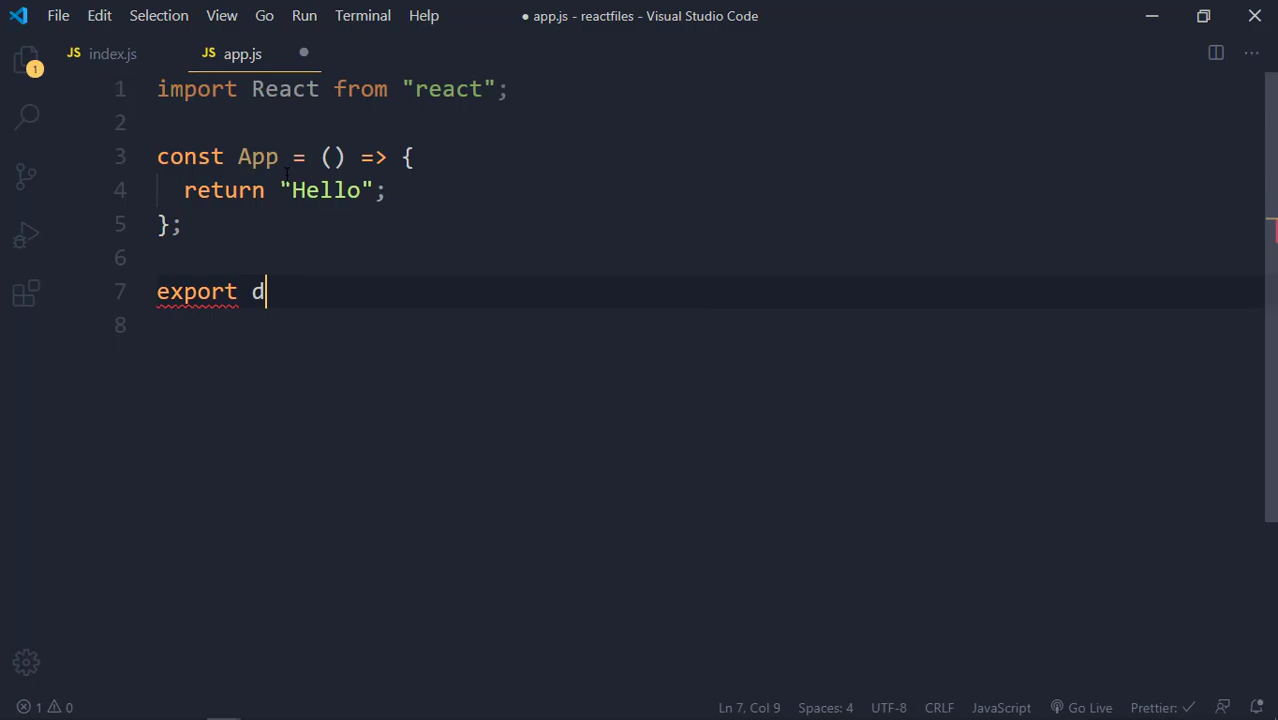 File Edit Selection View Go Run Terminal Help ● app.js - reactfiles - Visual Studio Code
JS index.js JS app.js ●
1
1 import React from "react";
2
3 const App = () => {
4 return "Hello";
5 };
6
7 export d
8
1 0 Ln 7, Col 9 Spaces: 4 UTF-8 CRLF JavaScript Go Live Prettier: ✓